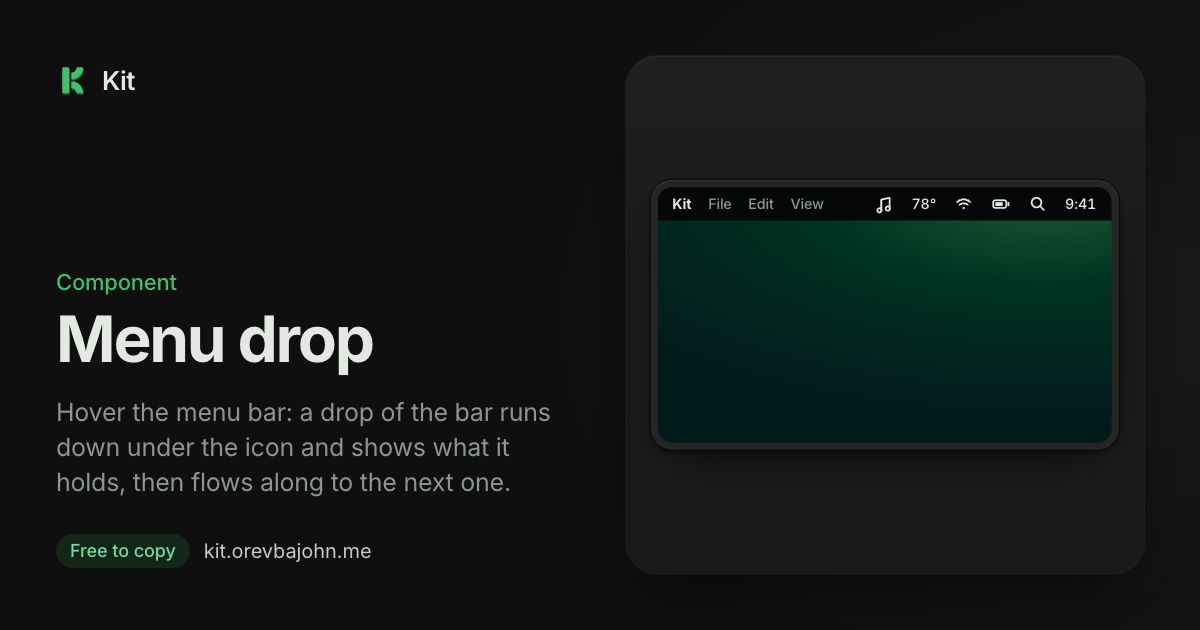 Kit
Component
Menu drop
Hover the menu bar: a drop of the bar runs
down under the icon and shows what it
holds, then flows along to the next one.
Free to copy kit.orevbajohn.me
Kit File Edit View 78° 9:41